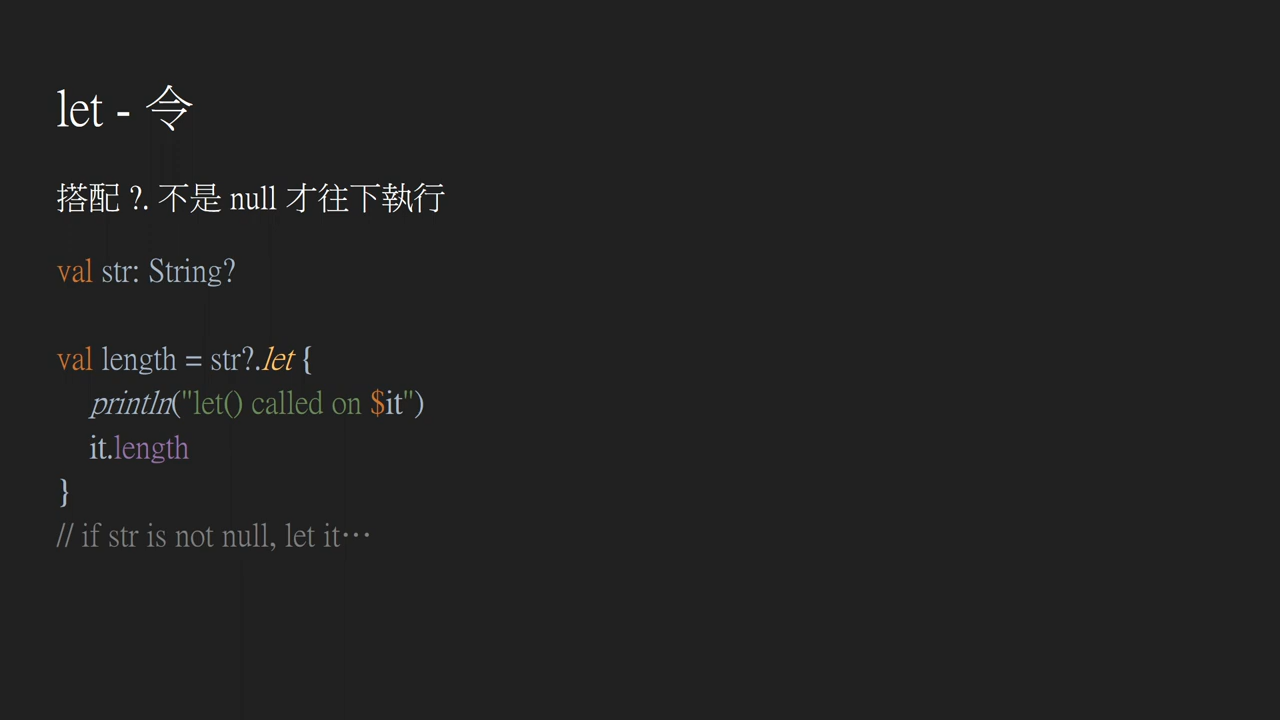 let - 令
搭配 ?. 不是 null 才往下執行
val str: String?
val length = str?.let {
println("let() called on $it")
it.length
}
// if str is not null, let it⋯